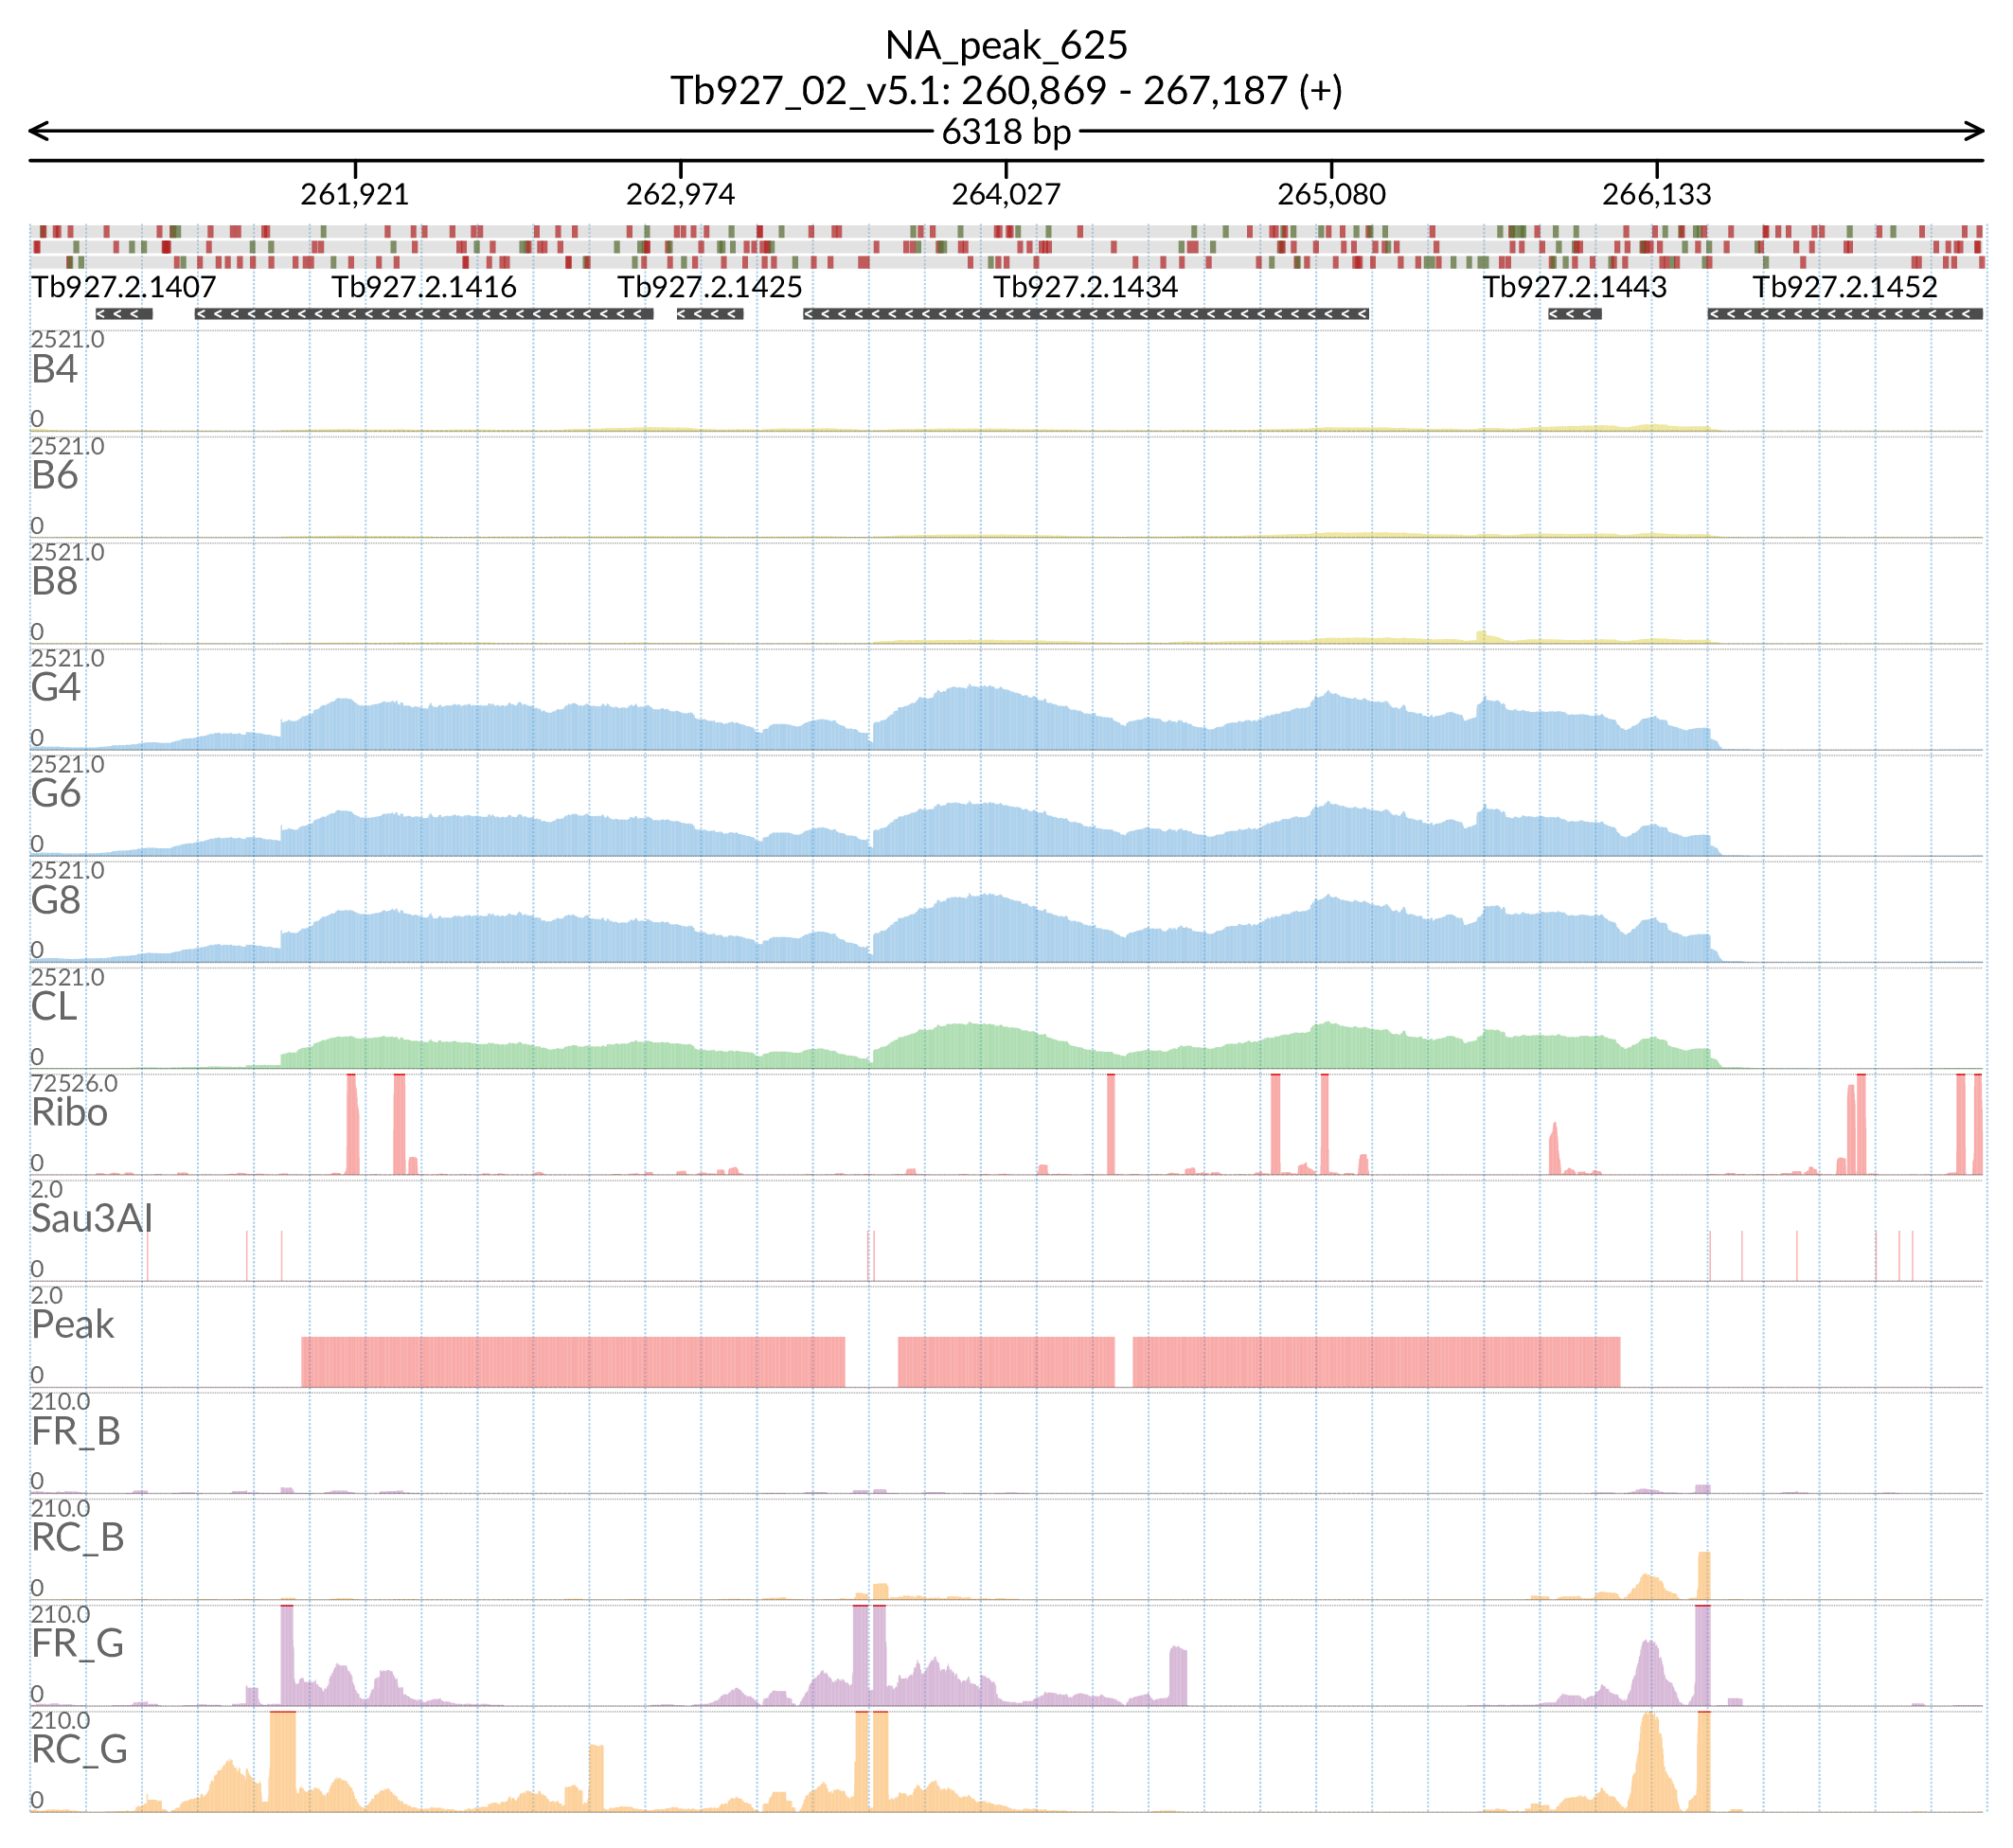 NA_peak_625
Tb927_02_v5.1: 260,869 - 267,187 (+)
6318 bp
261,921 262,974 264,027 265,080 266,133
Tb927.2.1407 Tb927.2.1416 Tb927.2.1425 Tb927.2.1434 Tb927.2.1443 Tb927.2.1452
2521.0
B4
0
2521.0
B6
0
2521.0
B8
0
2521.0
G4
0
2521.0
G6
0
2521.0
G8
0
2521.0
CL
0
72526.0
Ribo
0
2.0
Sau3AI
0
2.0
Peak
0
210.0
FR_B
0
210.0
RC_B
0
210.0
FR_G
0
210.0
RC_G
0